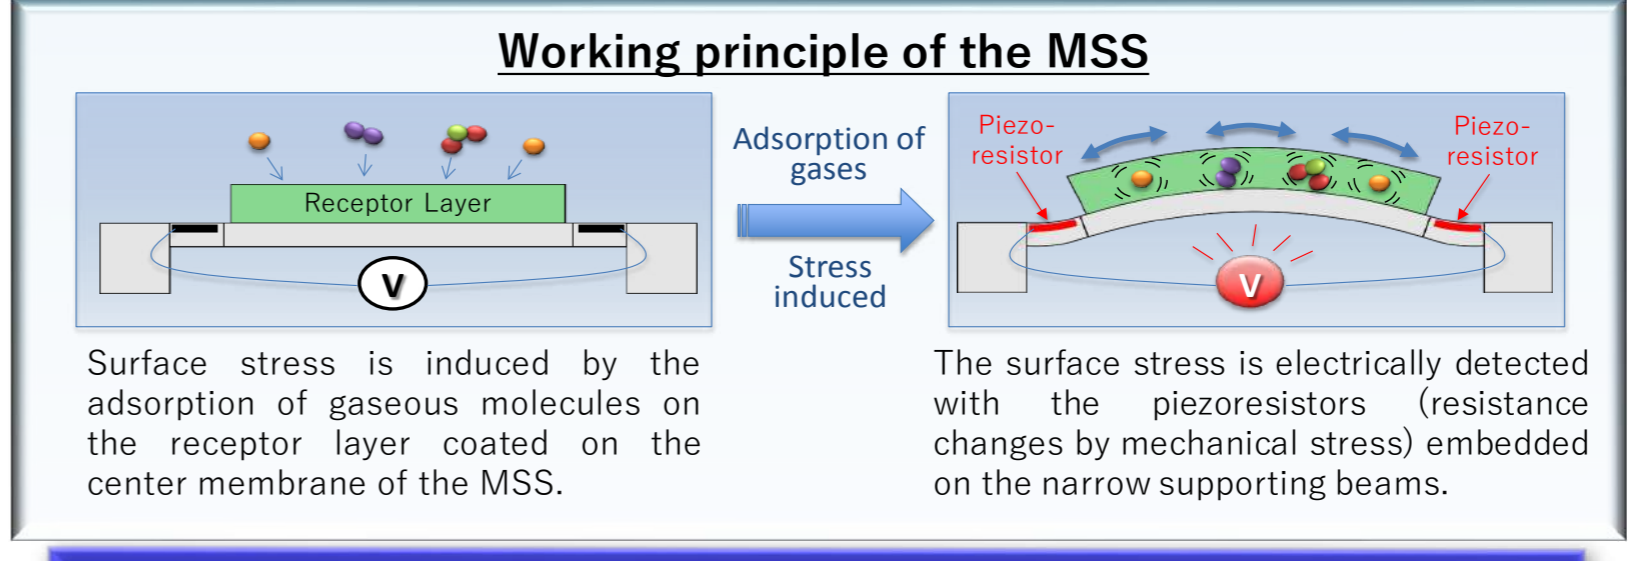 Working principle of the MSS
Receptor Layer
V
Adsorption of
gases
Stress
induced
Piezo-
resistor
Piezo-
resistor
V
Surface stress is induced by the
adsorption of gaseous molecules on
the receptor layer coated on the
center membrane of the MSS.
The surface stress is electrically detected
with the piezoresistors (resistance
changes by mechanical stress) embedded
on the narrow supporting beams.